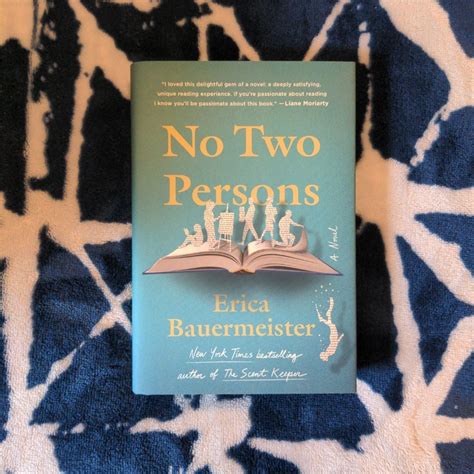 "I loved this delightful gem of a novel: a deeply satisfying,
unique reading experience. If you're passionate about reading
I know you'll be passionate about this book." — Liane Moriarty
No Two
Persons
A Novel
Erica
Bauermeister
New York Times bestselling
author of The Scent Keeper